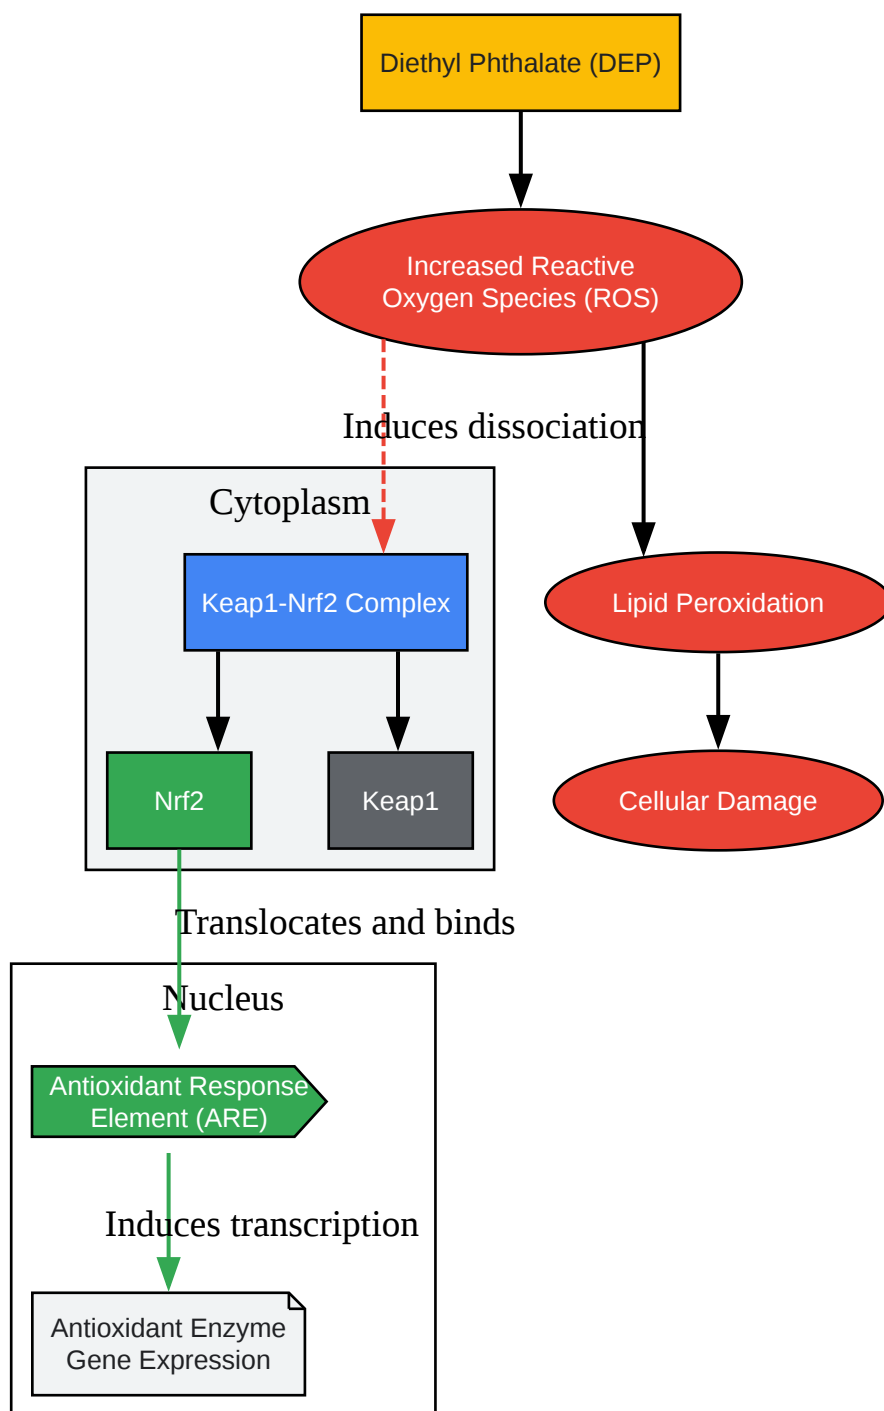 Diethyl Phthalate (DEP)
Increased Reactive
Oxygen Species (ROS)
Induces dissociation
Cytoplasm
Keap1-Nrf2 Complex
Lipid Peroxidation
Nrf2
Keap1
Cellular Damage
Translocates and binds
Nucleus
Antioxidant Response
Element (ARE)
Induces transcription
Antioxidant Enzyme
Gene Expression